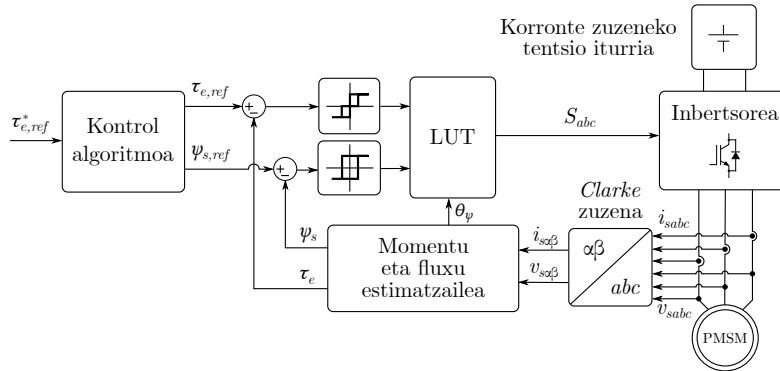 Korronte zuzeneko
tentsio iturria
τ*e,ref
Kontrol
algoritmoa
τe,ref
ψs,ref
+
−
+
−
LUT
Sabc
Inbertsorea
θψ
ψs
τe
Momentu
eta fluxu
estimatzailea
isαβ
vsαβ
Clarke
zuzena
αβ
abc
isabc
vsabc
PMSM